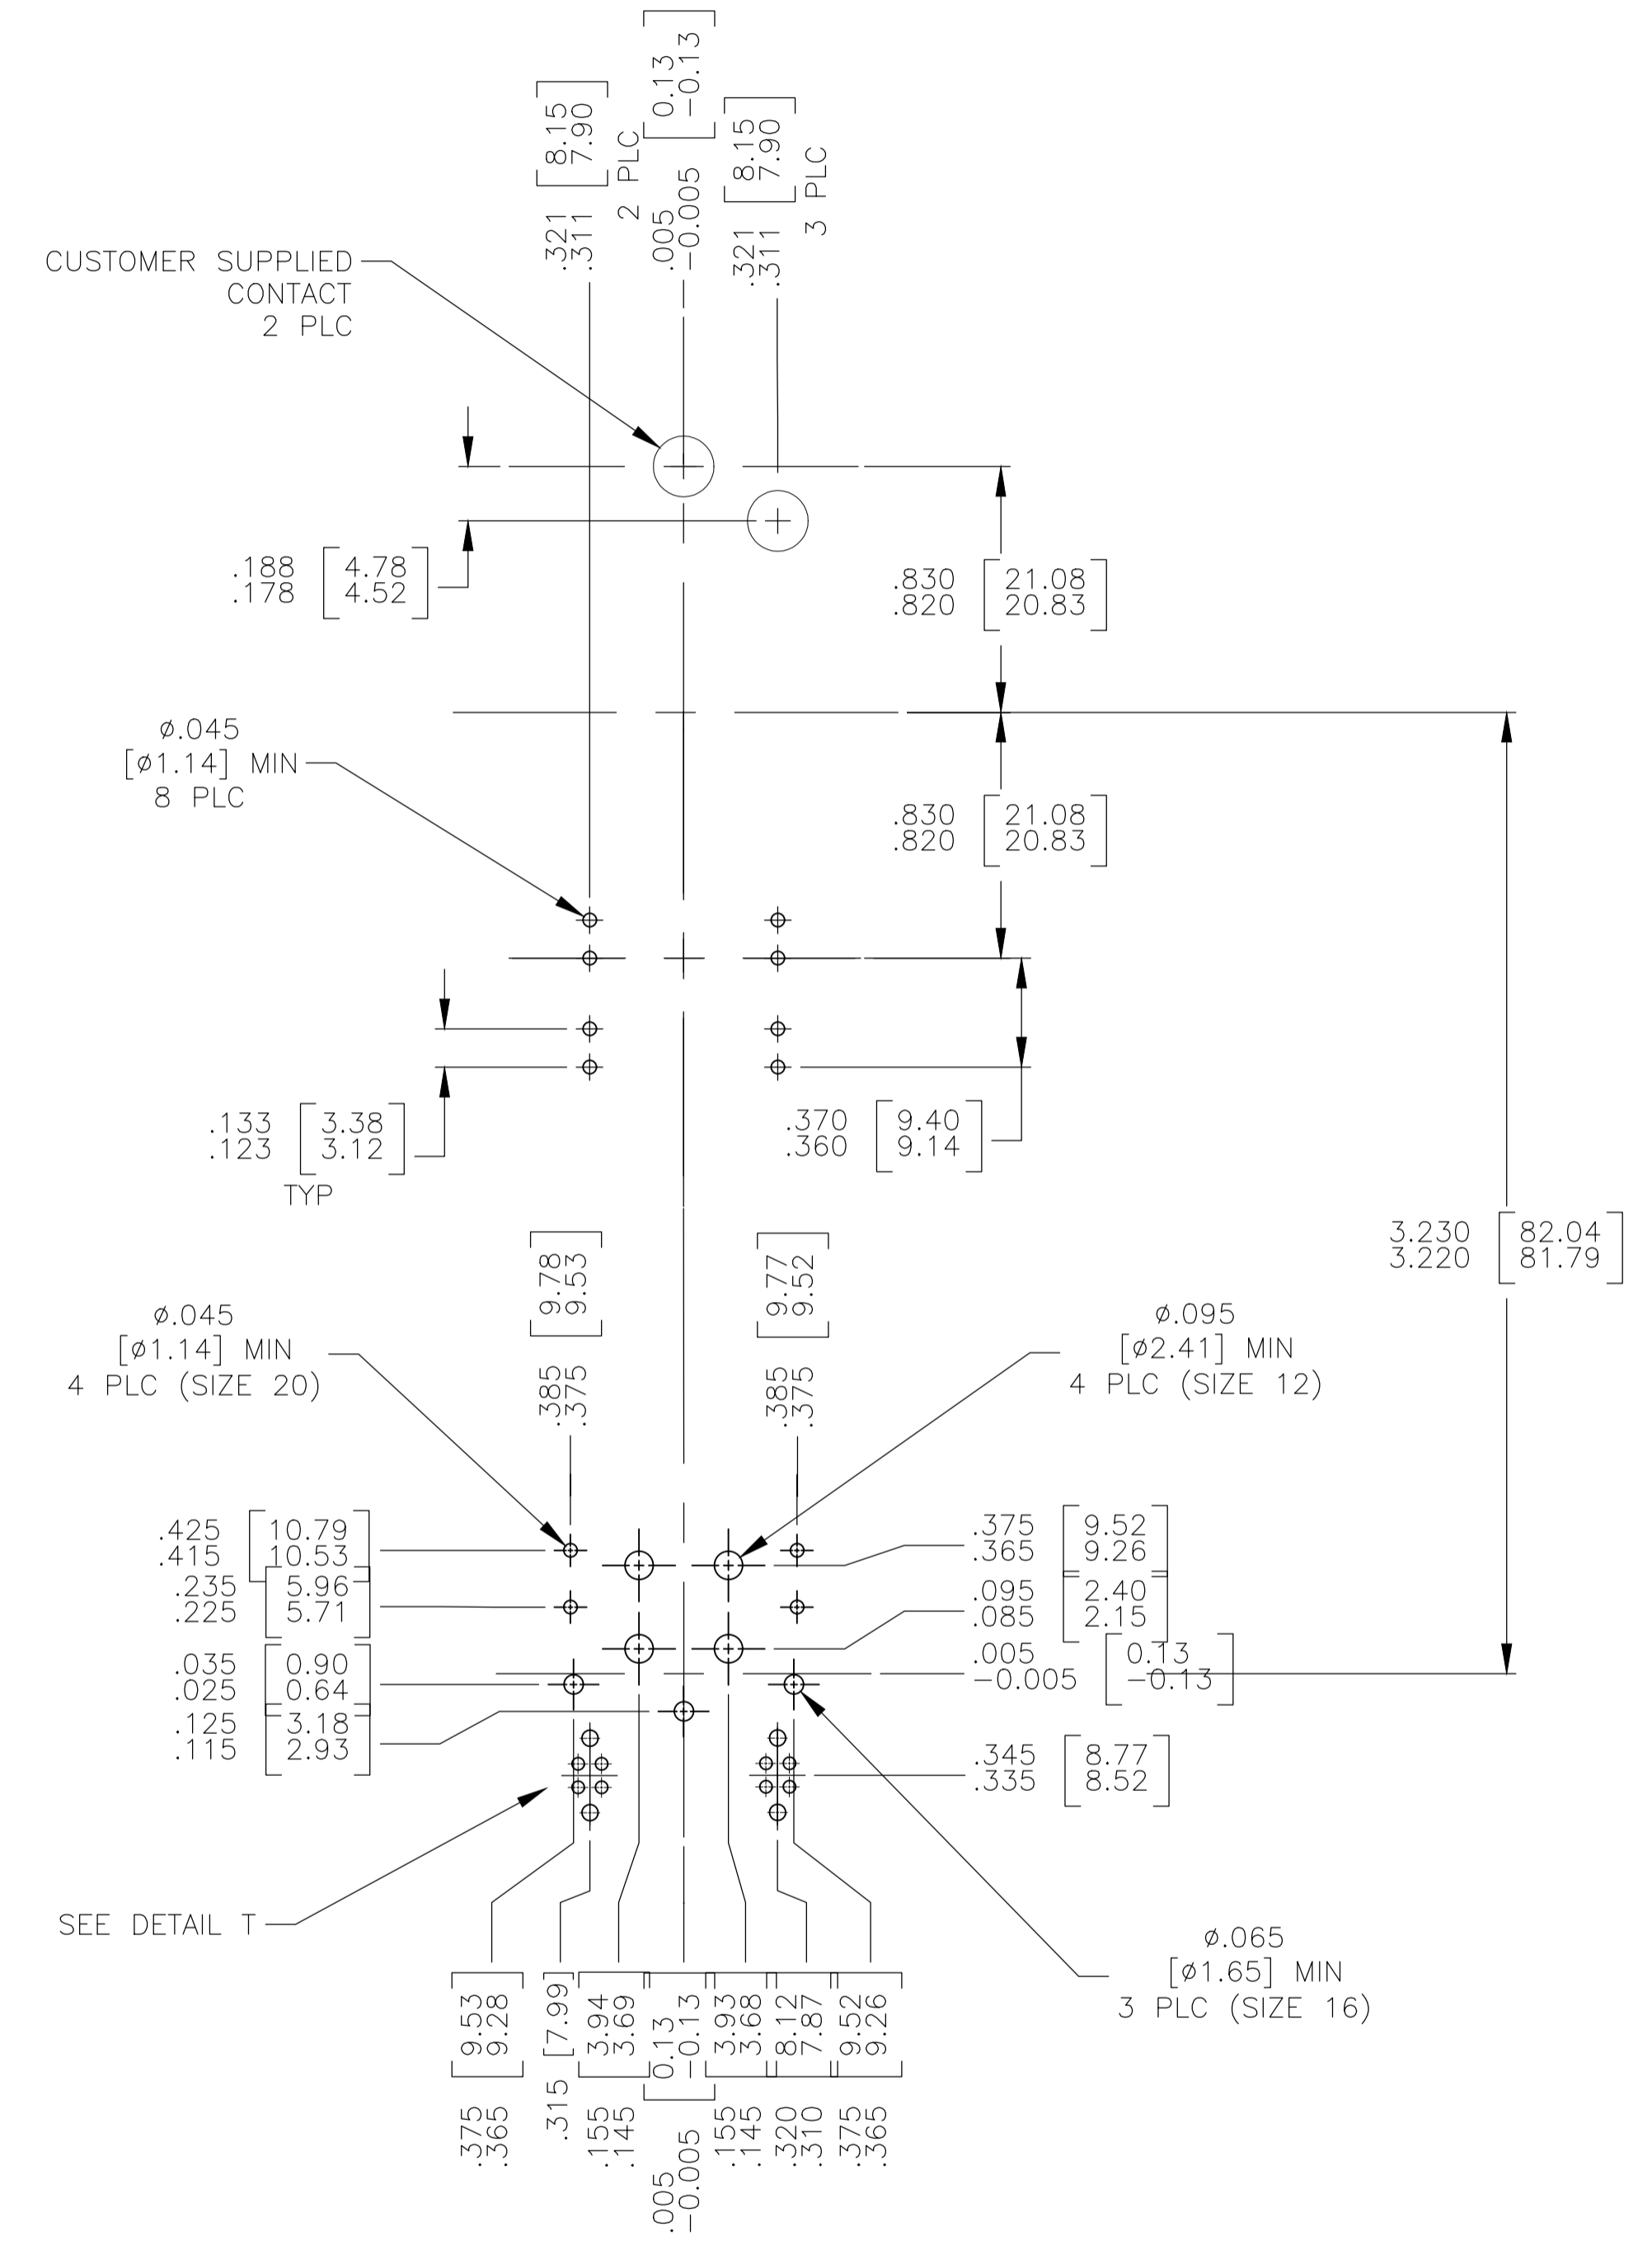 .321 [8.15]
.311 [7.90]
2 PLC
.005 [0.13]
-0.005 [-0.13]
.321 [8.15]
.311 [7.90]
3 PLC
CUSTOMER SUPPLIED
CONTACT
2 PLC
.188 [4.78]
.178 [4.52]
.830 [21.08]
.820 [20.83]
ø.045
[ø1.14] MIN
8 PLC
.830 [21.08]
.820 [20.83]
.133 [3.38]
.123 [3.12]
TYP
.370 [9.40]
.360 [9.14]
3.230 [82.04]
3.220 [81.79]
.385 [9.78]
.375 [9.53]
.385 [9.77]
.375 [9.52]
ø.045
[ø1.14] MIN
4 PLC (SIZE 20)
ø.095
[ø2.41] MIN
4 PLC (SIZE 12)
.425 [10.79]
.415 [10.53]
.235 [5.96]
.225 [5.71]
.035 [0.90]
.025 [0.64]
.125 [3.18]
.115 [2.93]
.375 [9.52]
.365 [9.26]
.095 [2.40]
.085 [2.15]
.005 [0.13]
-0.005 [-0.13]
.345 [8.77]
.335 [8.52]
SEE DETAIL T
ø.065
[ø1.65] MIN
3 PLC (SIZE 16)
.375 [9.53]
.365 [9.28]
.315 [7.99]
.155 [3.94]
.145 [3.69]
.005 [0.13]
-0.005 [-0.13]
.155 [3.93]
.145 [3.68]
.320 [8.12]
.310 [7.87]
.375 [9.52]
.365 [9.26]